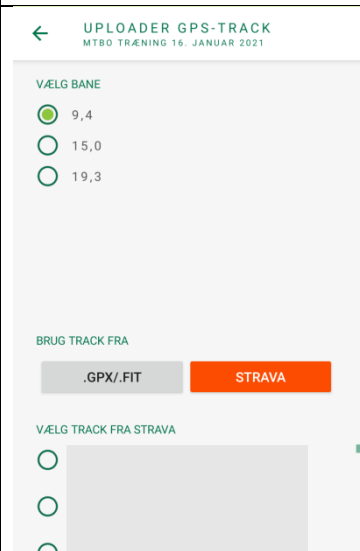 UPLOADER GPS-TRACK
MTBO TRÆNING 16. JANUAR 2021
VÆLG BANE
9,4
15,0
19,3
BRUG TRACK FRA
.GPX/.FIT STRAVA
VÆLG TRACK FRA STRAVA